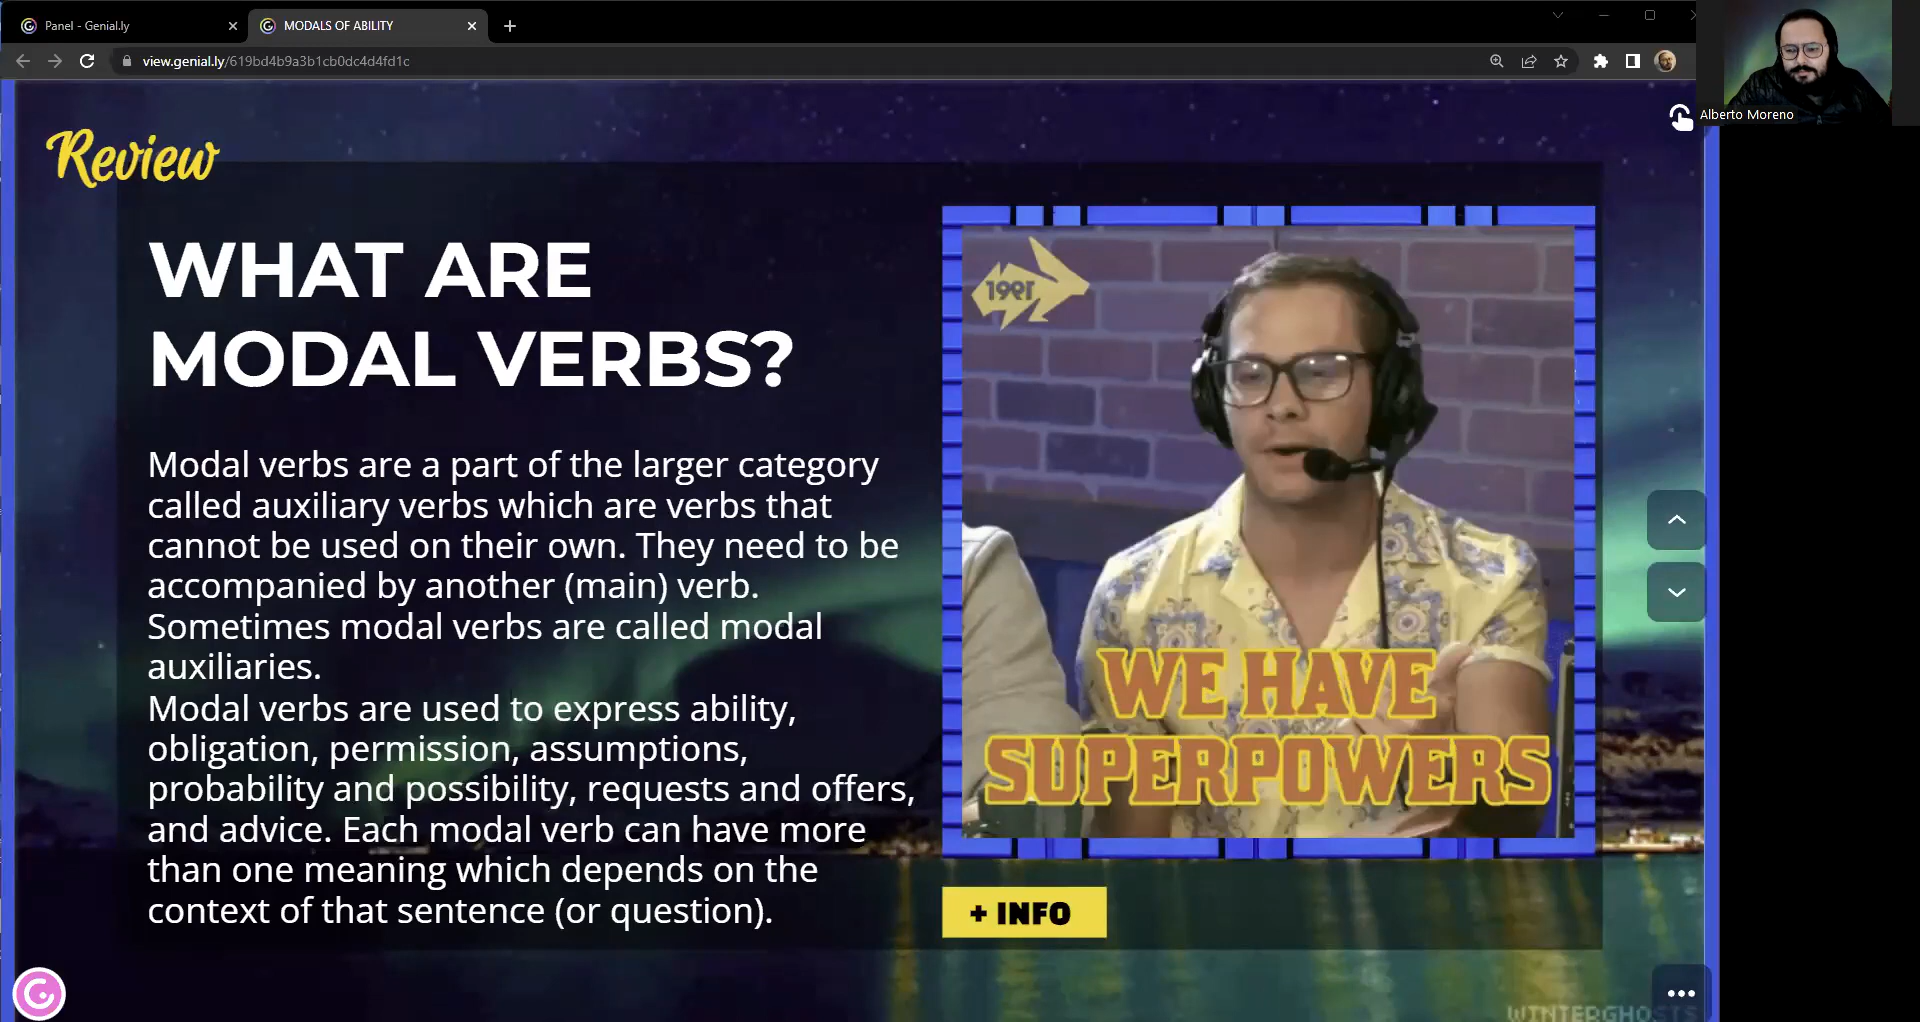 Panel - Genial.ly
MODALS OF ABILITY
view.genial.ly/619bd4b9a3b1cb0dc4d4fd1c
Alberto Moreno
Review
WHAT ARE
MODAL VERBS?
Modal verbs are a part of the larger category
called auxiliary verbs which are verbs that
cannot be used on their own. They need to be
accompanied by another (main) verb.
Sometimes modal verbs are called modal
auxiliaries.
Modal verbs are used to express ability,
obligation, permission, assumptions,
probability and possibility, requests and offers,
and advice. Each modal verb can have more
than one meaning which depends on the
context of that sentence (or question).
1991
WE HAVE
SUPERPOWERS
+ INFO
WINTERGHOSTS